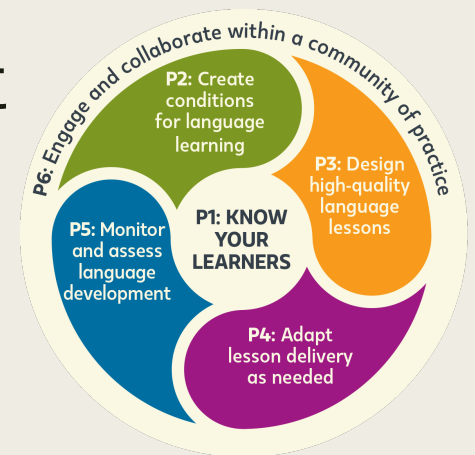 t
P6: Engage and collaborate within a community of practice
P2: Create
conditions
for language
learning
P3: Design
high-quality
language
lessons
P1: KNOW
YOUR
LEARNERS
P5: Monitor
and assess
language
development
P4: Adapt
lesson delivery
as needed